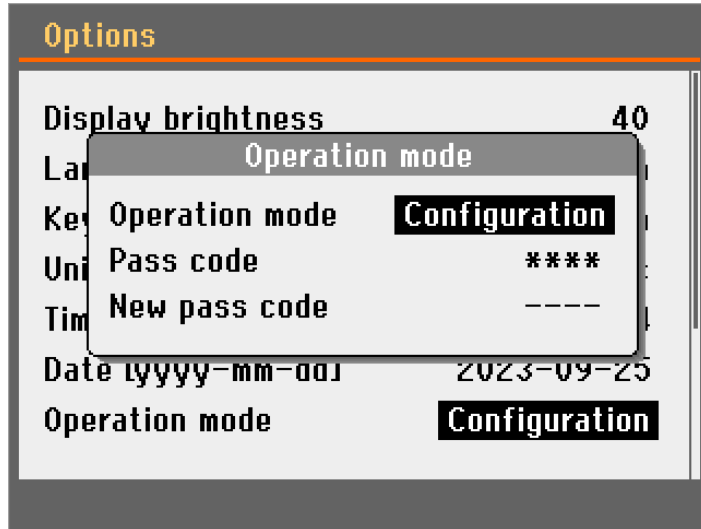 Options
Display brightness 40
Operation mode
Operation mode Configuration
Pass code ****
New pass code ----
Date [yyyy-mm-dd] 2023-09-25
Operation mode Configuration